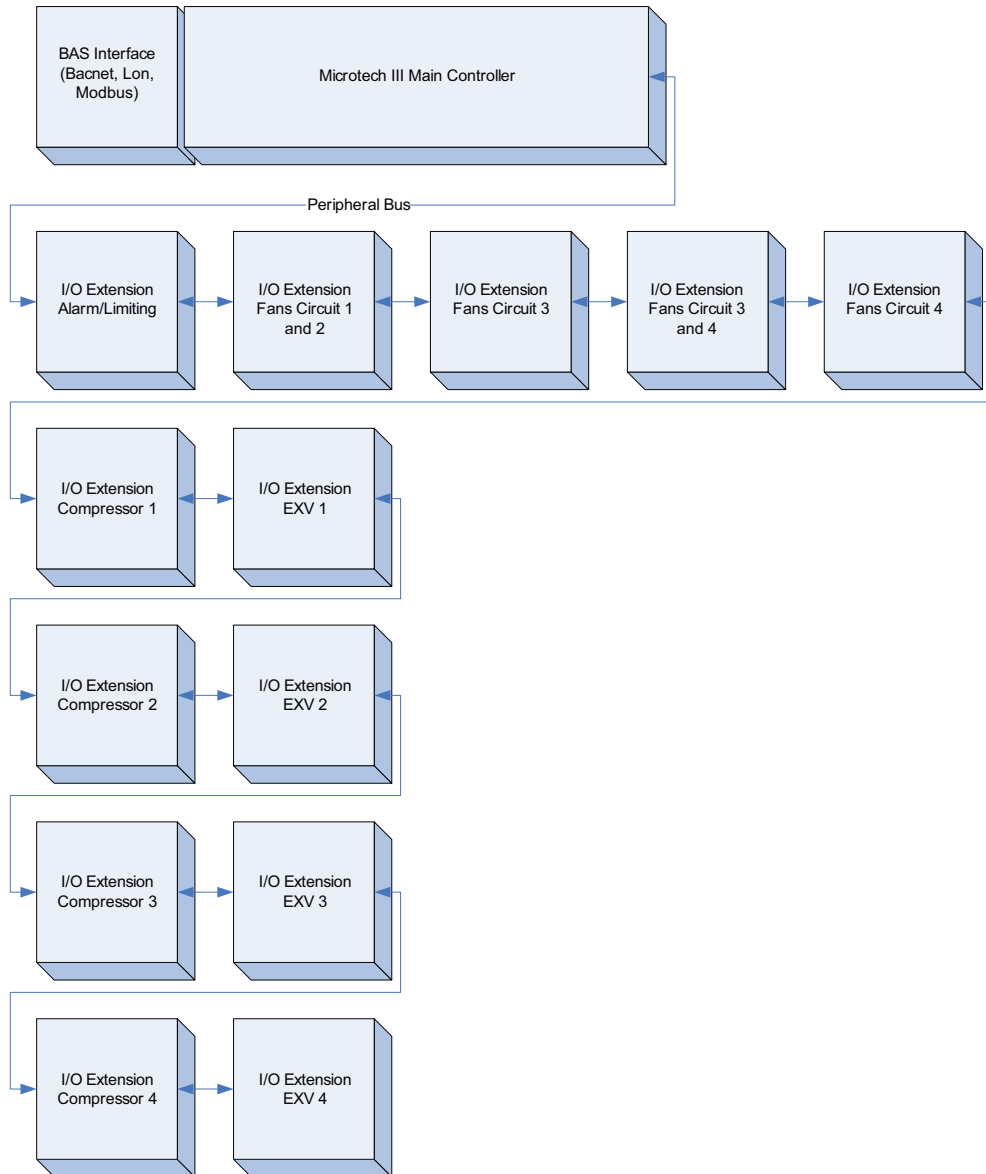 BAS Interface
(Bacnet, Lon,
Modbus)
Microtech III Main Controller
Peripheral Bus
I/O Extension
Alarm/Limiting
I/O Extension
Fans Circuit 1
and 2
I/O Extension
Fans Circuit 3
I/O Extension
Fans Circuit 3
and 4
I/O Extension
Fans Circuit 4
I/O Extension
Compressor 1
I/O Extension
EXV 1
I/O Extension
Compressor 2
I/O Extension
EXV 2
I/O Extension
Compressor 3
I/O Extension
EXV 3
I/O Extension
Compressor 4
I/O Extension
EXV 4